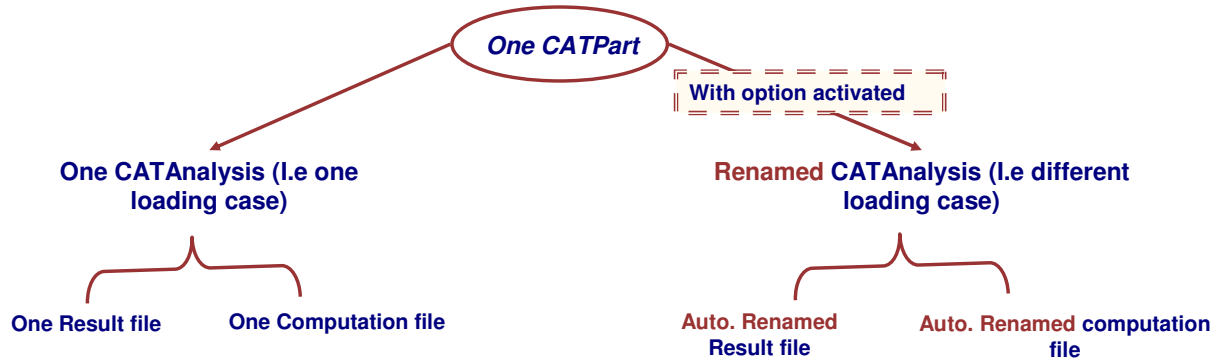 One CATPart
With option activated
One CATAnalysis (I.e one
loading case)
Renamed CATAnalysis (I.e different
loading case)
One Result file
One Computation file
Auto. Renamed
Result file
Auto. Renamed computation
file